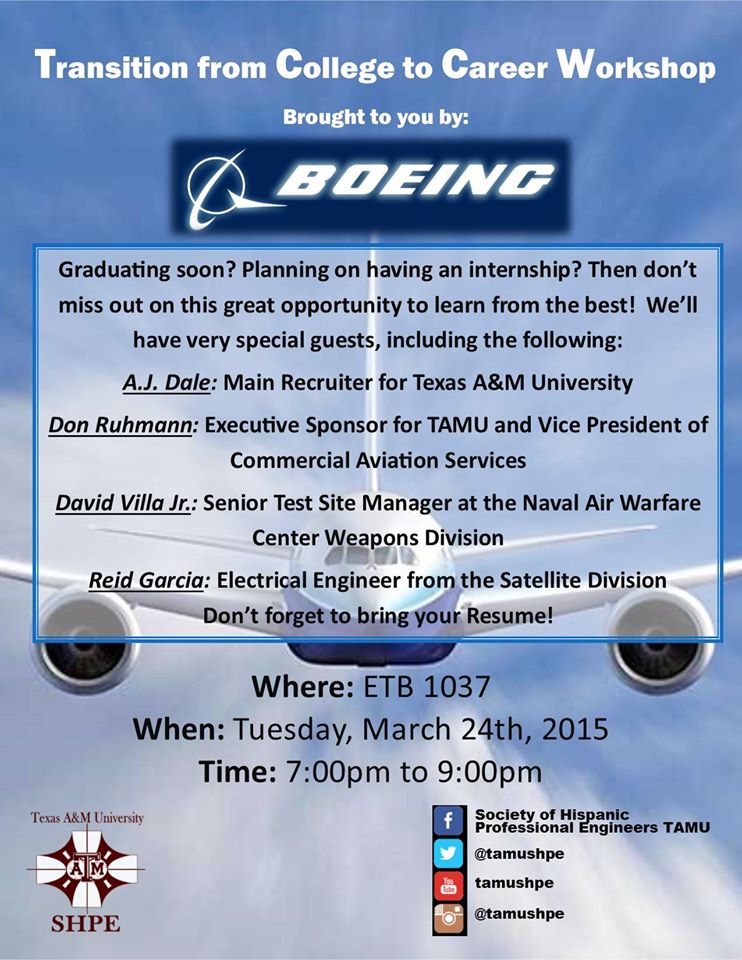 Transition from College to Career Workshop
Brought to you by:
BOEING
Graduating soon? Planning on having an internship? Then don't
miss out on this great opportunity to learn from the best!  We'll
have very special guests, including the following:
A.J. Dale: Main Recruiter for Texas A&M University
Don Ruhmann: Executive Sponsor for TAMU and Vice President of
Commercial Aviation Services
David Villa Jr.: Senior Test Site Manager at the Naval Air Warfare
Center Weapons Division
Reid Garcia: Electrical Engineer from the Satellite Division
Don't forget to bring your Resume!
Where: ETB 1037
When: Tuesday, March 24th, 2015
Time: 7:00pm to 9:00pm
Texas A&M University
ATM
SHPE
f
Society of Hispanic
Professional Engineers TAMU
@tamushpe
You
Tube
tamushpe
@tamushpe